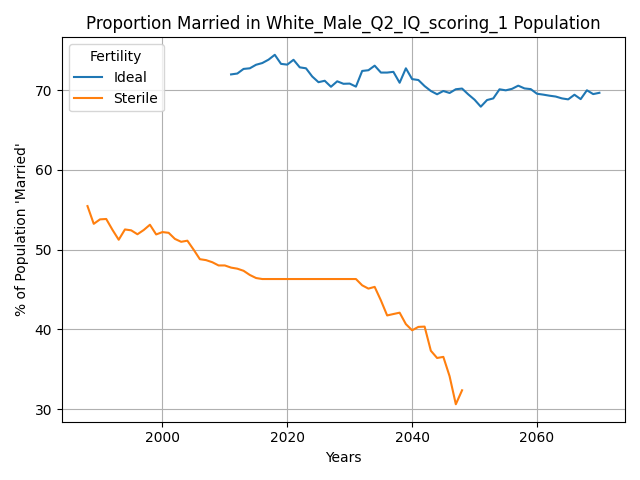 Proportion Married in White_Male_Q2_IQ_scoring_1 Population
Fertility
Ideal
Sterile
% of Population 'Married'
70
60
50
40
30
2000
2020
2040
2060
Years